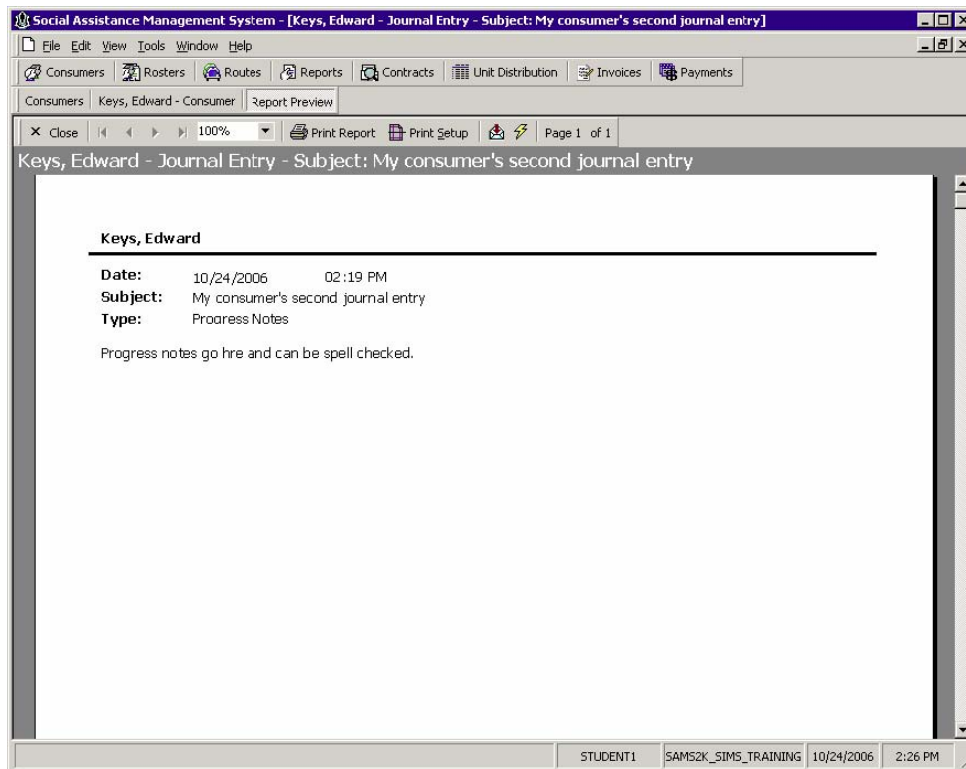 Social Assistance Management System - [Keys, Edward - Journal Entry - Subject: My consumer's second journal entry]
File Edit View Tools Window Help
Consumers Rosters Routes Reports Contracts Unit Distribution Invoices Payments
Consumers Keys, Edward - Consumer Report Preview
Close 100% Print Report Print Setup Page 1 of 1
Keys, Edward - Journal Entry - Subject: My consumer's second journal entry
Keys, Edward
Date: 10/24/2006 02:19 PM
Subject: My consumer's second journal entry
Type: Progress Notes
Progress notes go hre and can be spell checked.
STUDENT1 SAMS2K_SIMS_TRAINING 10/24/2006 2:26 PM